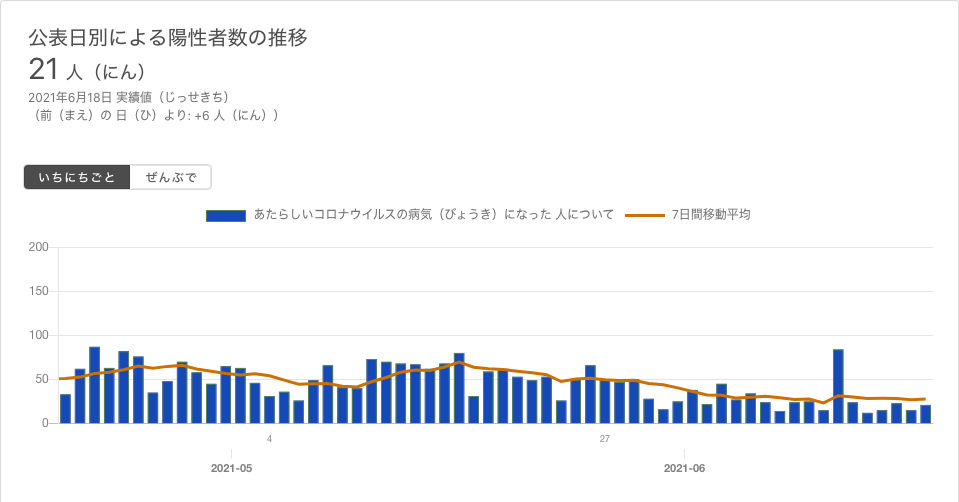 公表日別による陽性者数の推移
21 人（にん）
2021年6月18日 実績値（じっせきち）
（前（まえ）の 日（ひ）より: +6 人（にん））
いちにちごと ぜんぶで
あたらしいコロナウイルスの病気（びょうき）になった 人について 7日間移動平均
200
150
100
50
0
4 27
2021-05 2021-06